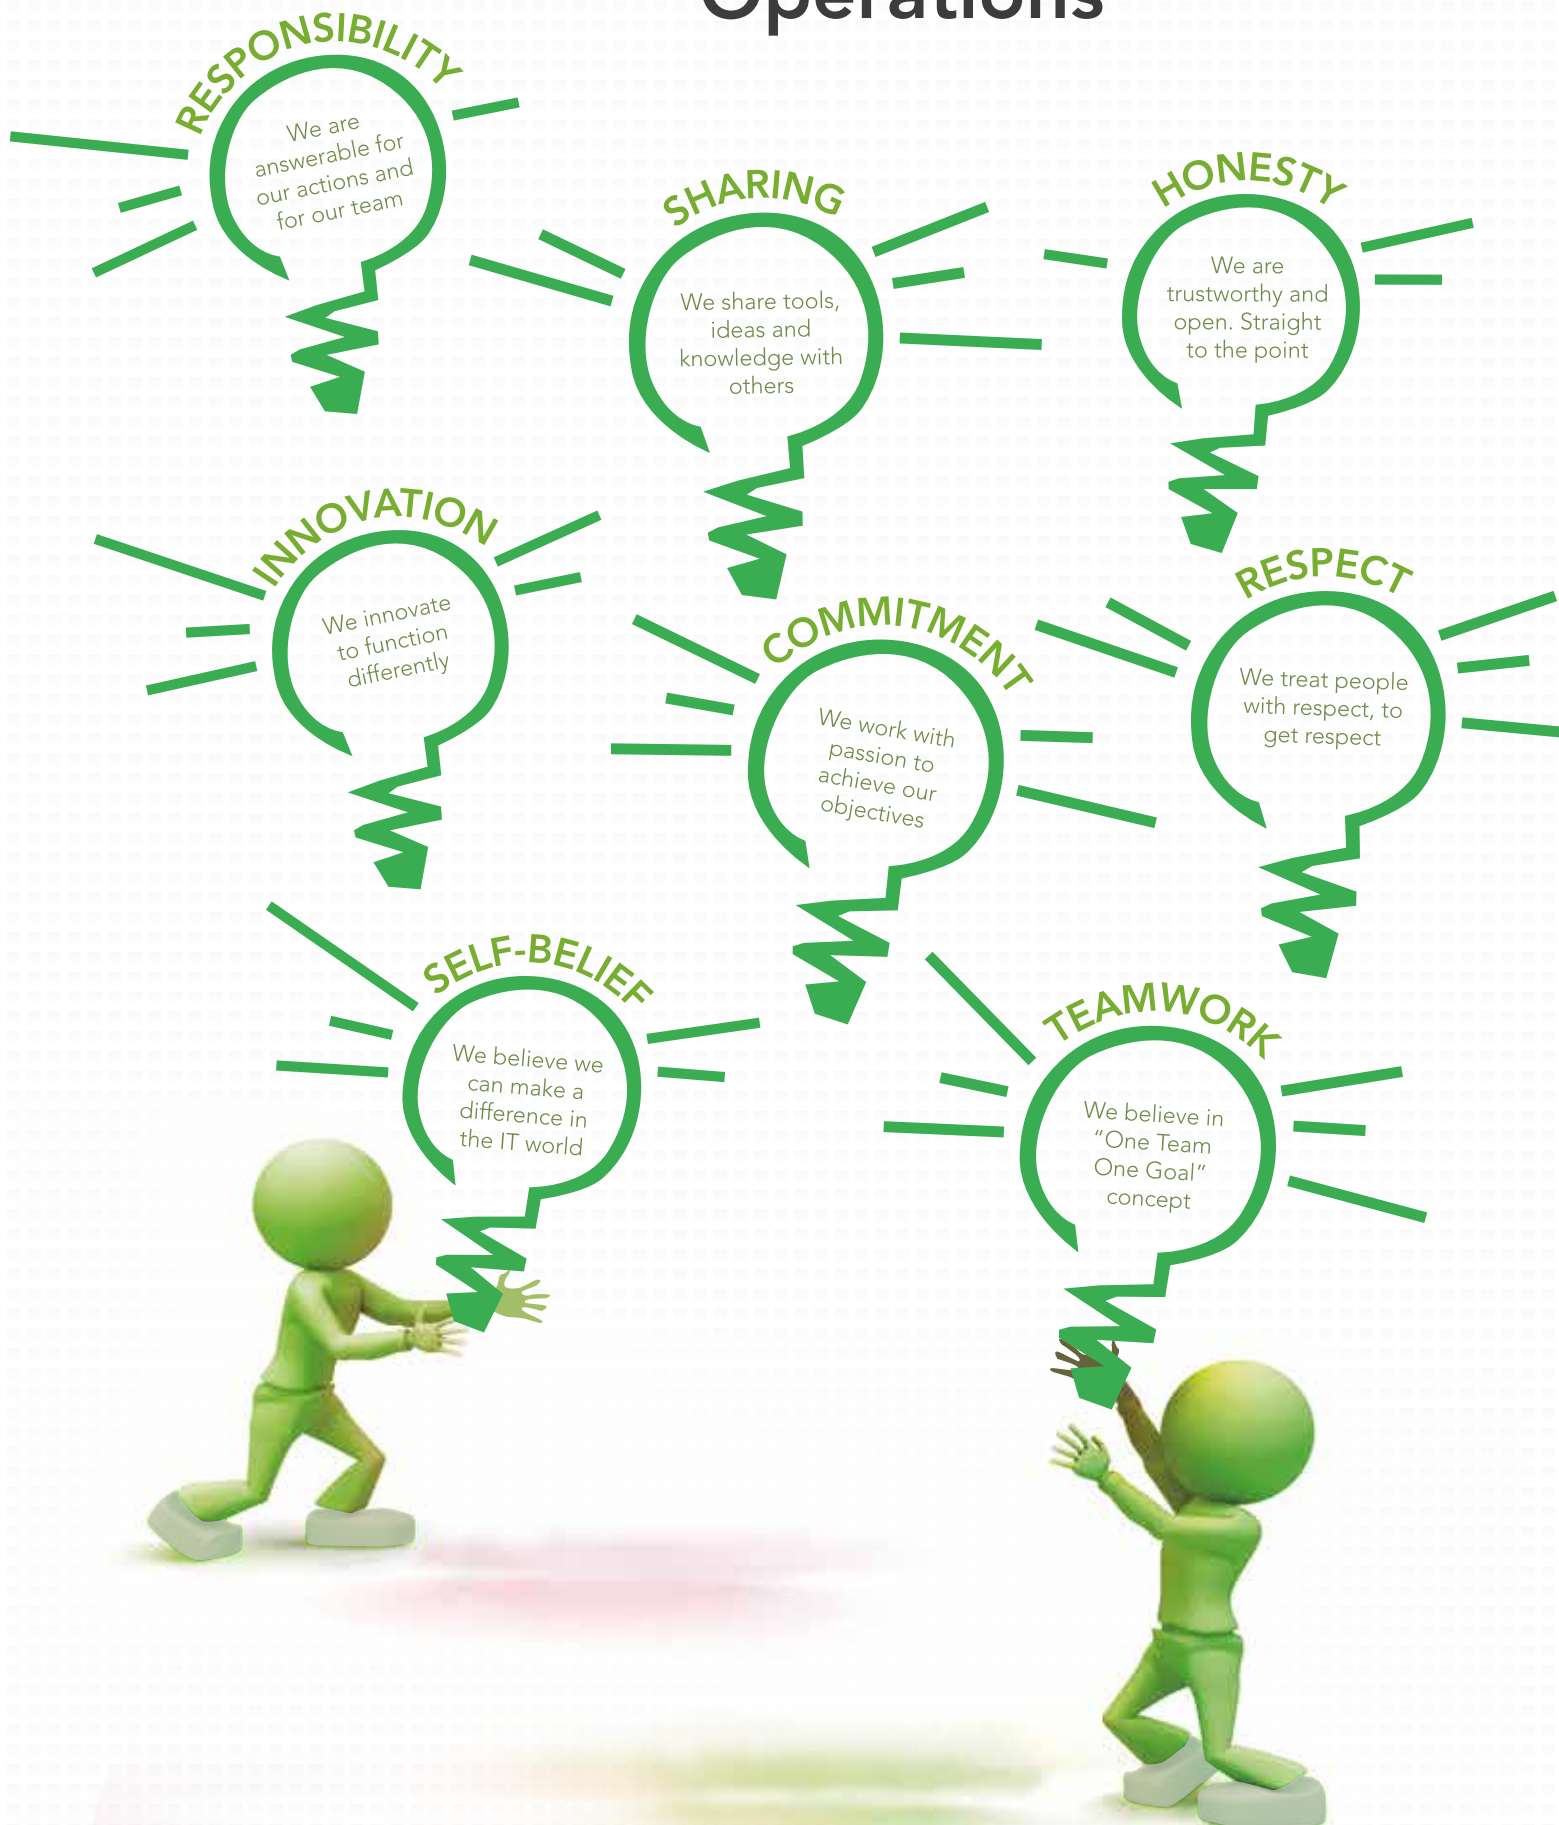 Operations
RESPONSIBILITY
We are
answerable for
our actions and
for our team
SHARING
We share tools,
ideas and
knowledge with
others
HONESTY
We are
trustworthy and
open. Straight
to the point
INNOVATION
We innovate
to function
differently
COMMITMENT
We work with
passion to
achieve our
objectives
RESPECT
We treat people
with respect, to
get respect
SELF-BELIEF
We believe we
can make a
difference in
the IT world
TEAMWORK
We believe in
“One Team
One Goal”
concept